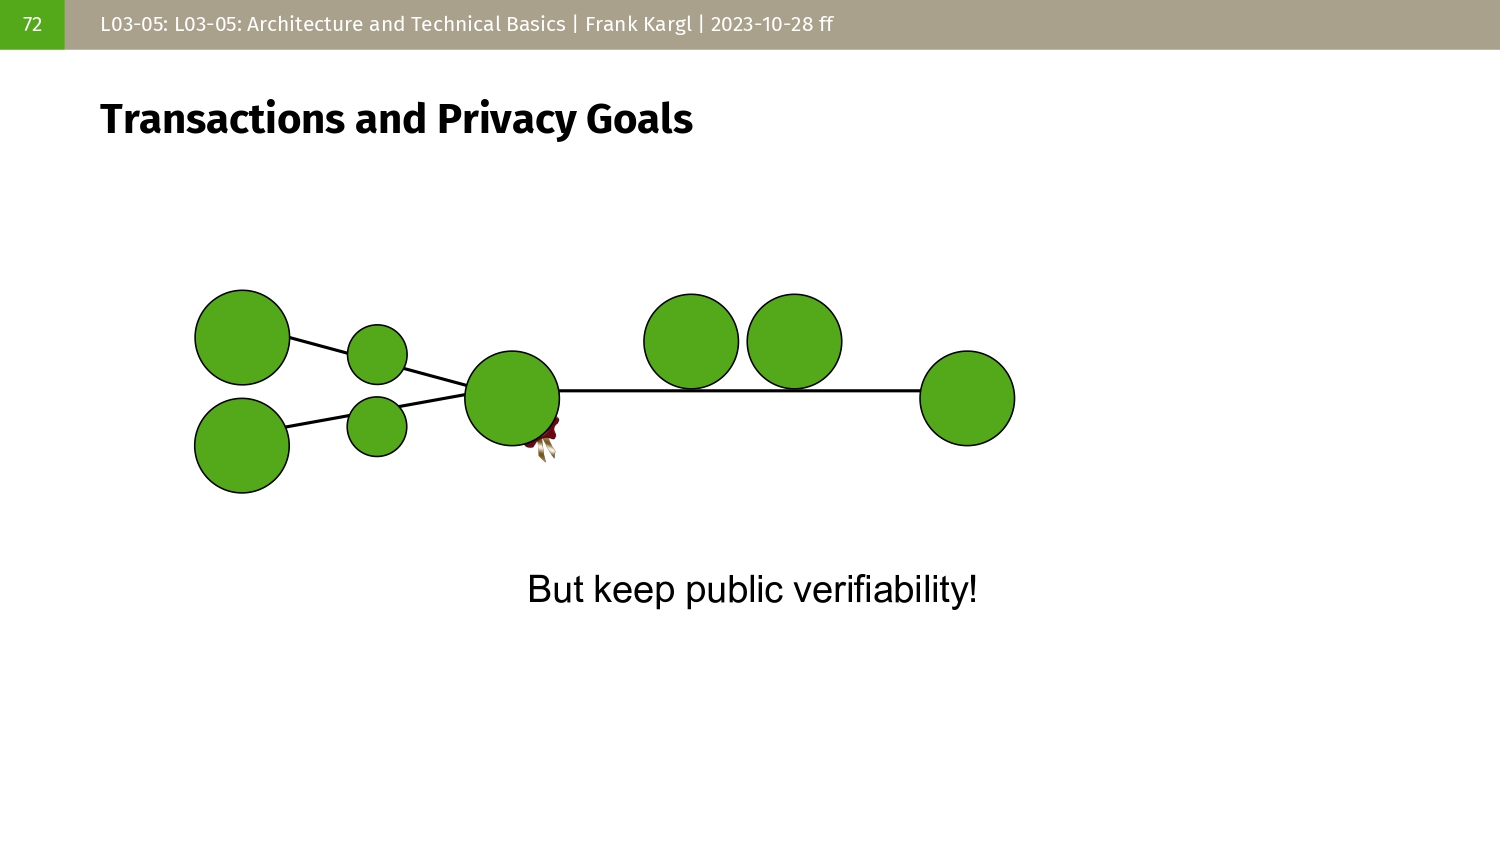 72
L03-05: L03-05: Architecture and Technical Basics | Frank Kargl | 2023-10-28 ff
Transactions and Privacy Goals
But keep public verifiability!